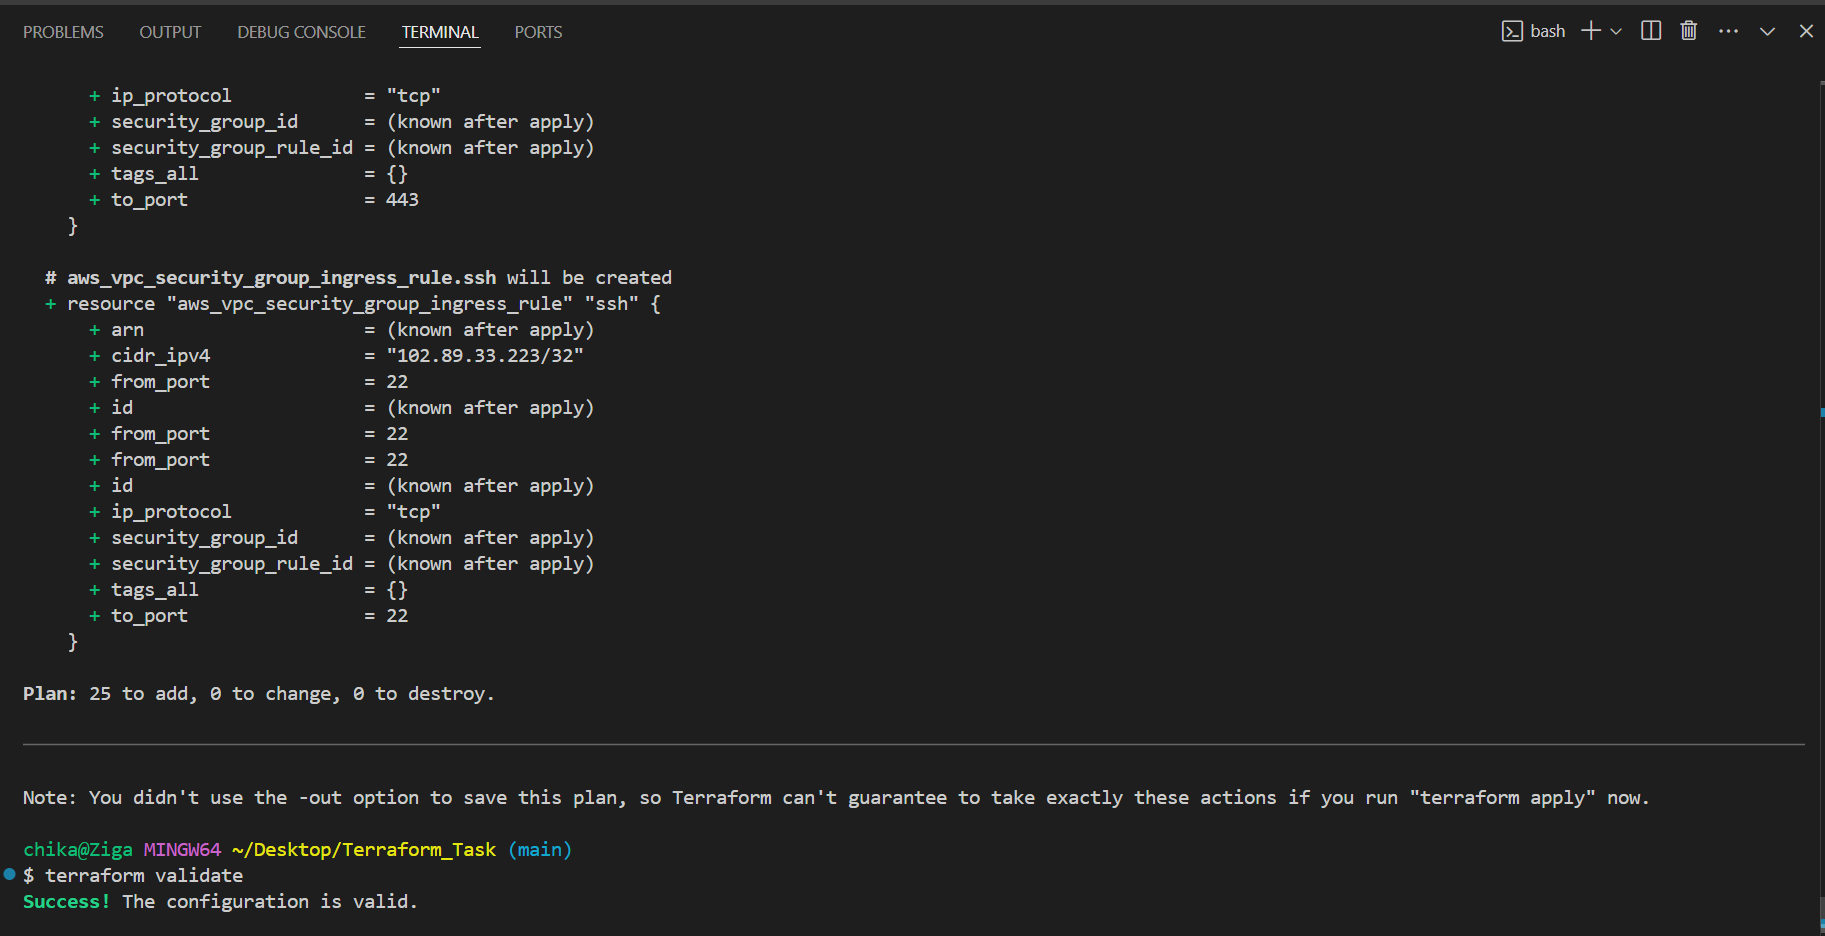 PROBLEMS OUTPUT DEBUG CONSOLE TERMINAL PORTS bash
+ ip_protocol = "tcp"
+ security_group_id = (known after apply)
+ security_group_rule_id = (known after apply)
+ tags_all = {}
+ to_port = 443
}
# aws_vpc_security_group_ingress_rule.ssh will be created
+ resource "aws_vpc_security_group_ingress_rule" "ssh" {
+ arn = (known after apply)
+ cidr_ipv4 = "102.89.33.223/32"
+ from_port = 22
+ id = (known after apply)
+ from_port = 22
+ from_port = 22
+ id = (known after apply)
+ ip_protocol = "tcp"
+ security_group_id = (known after apply)
+ security_group_rule_id = (known after apply)
+ tags_all = {}
+ to_port = 22
}
Plan: 25 to add, 0 to change, 0 to destroy.
Note: You didn't use the -out option to save this plan, so Terraform can't guarantee to take exactly these actions if you run "terraform apply" now.
chika@Ziga MINGW64 ~/Desktop/Terraform_Task (main)
$ terraform validate
Success! The configuration is valid.